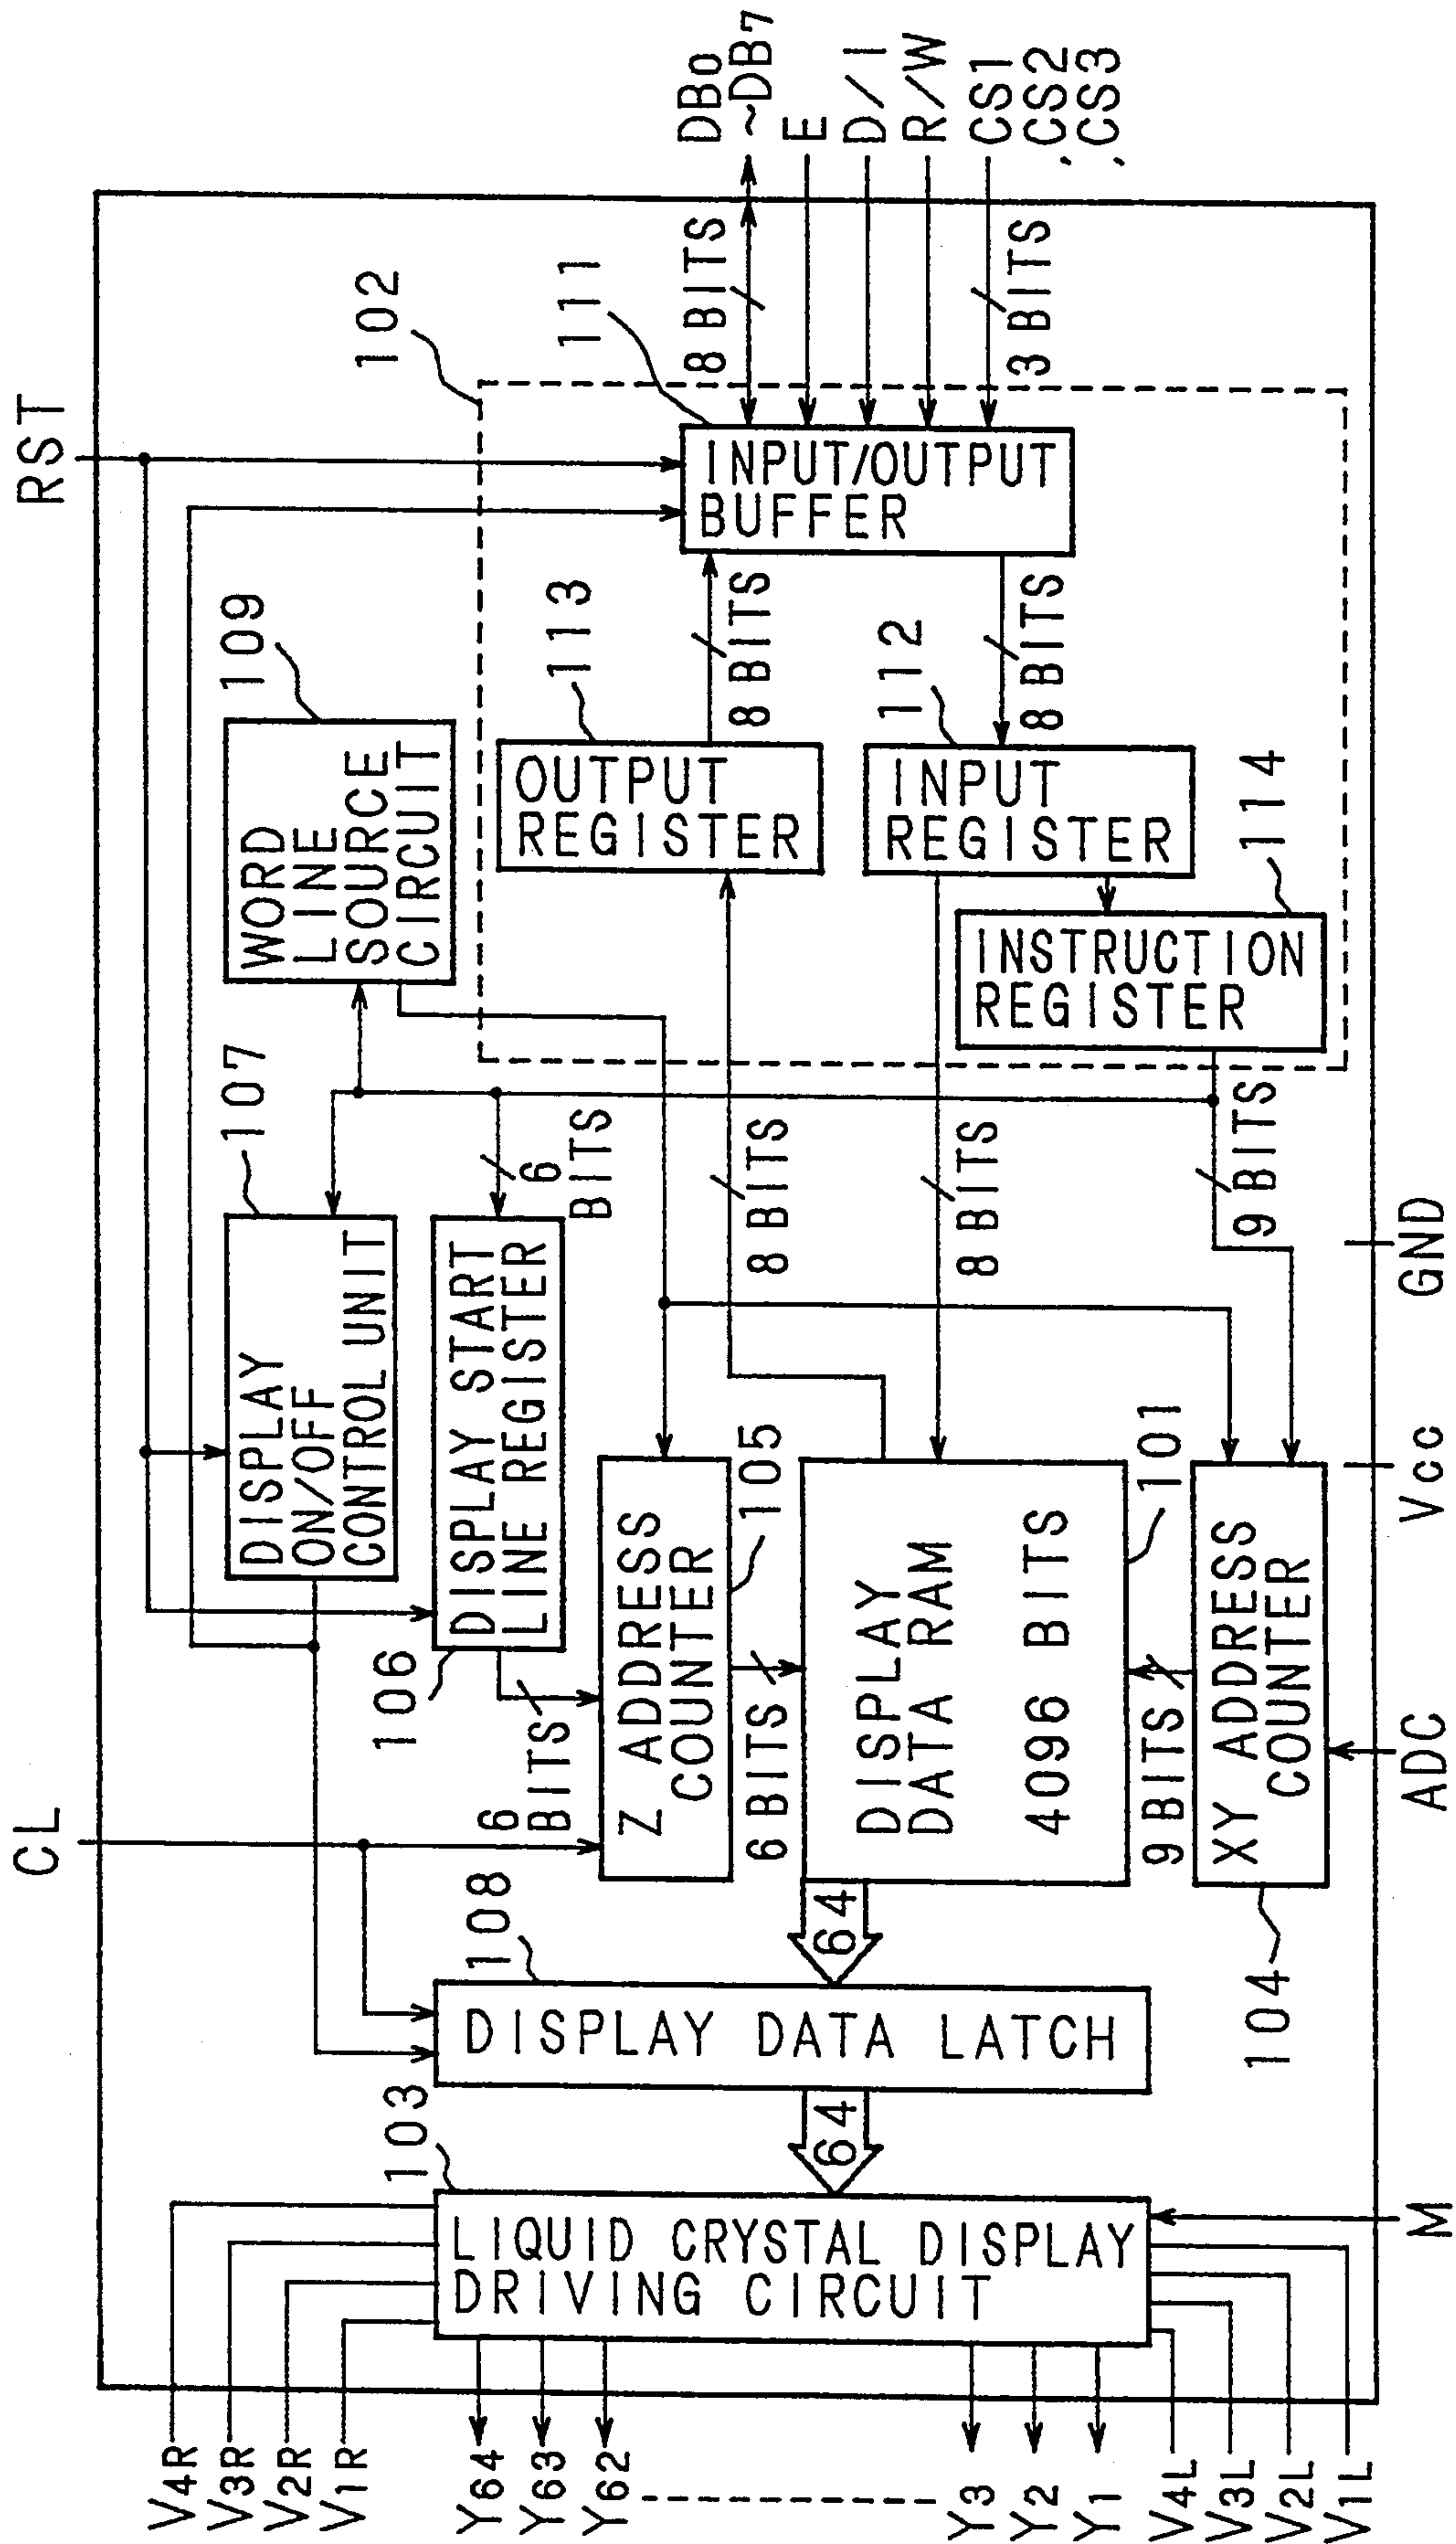 RST
CL
102
111
DB0
~DB7
E
D/I
R/W
CS1
,CS2
,CS3
8 BITS
3 BITS
INPUT/OUTPUT
BUFFER
109
WORD
LINE
SOURCE
CIRCUIT
113
OUTPUT
REGISTER
8 BITS
112
INPUT
REGISTER
8 BITS
114
INSTRUCTION
REGISTER
107
DISPLAY
ON/OFF
CONTROL UNIT
6
BITS
106
DISPLAY START
LINE REGISTER
8 BITS
8 BITS
9 BITS
6
BITS
105
Z ADDRESS
COUNTER
6 BITS
101
DISPLAY
DATA RAM
4096 BITS
9 BITS
104
XY ADDRESS
COUNTER
64
108
DISPLAY DATA LATCH
64
103
LIQUID CRYSTAL DISPLAY
DRIVING CIRCUIT
V4R
V3R
V2R
V1R
Y64
Y63
Y62
Y3
Y2
Y1
V4L
V3L
V2L
V1L
M
ADC
Vcc
GND